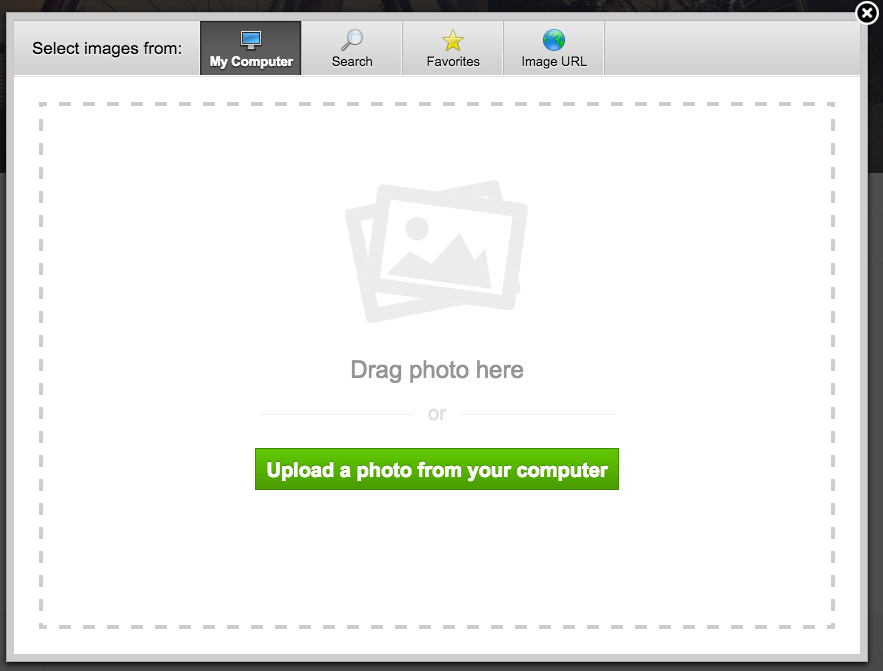 Select images from:
My Computer
Search
Favorites
Image URL
Drag photo here
or
Upload a photo from your computer